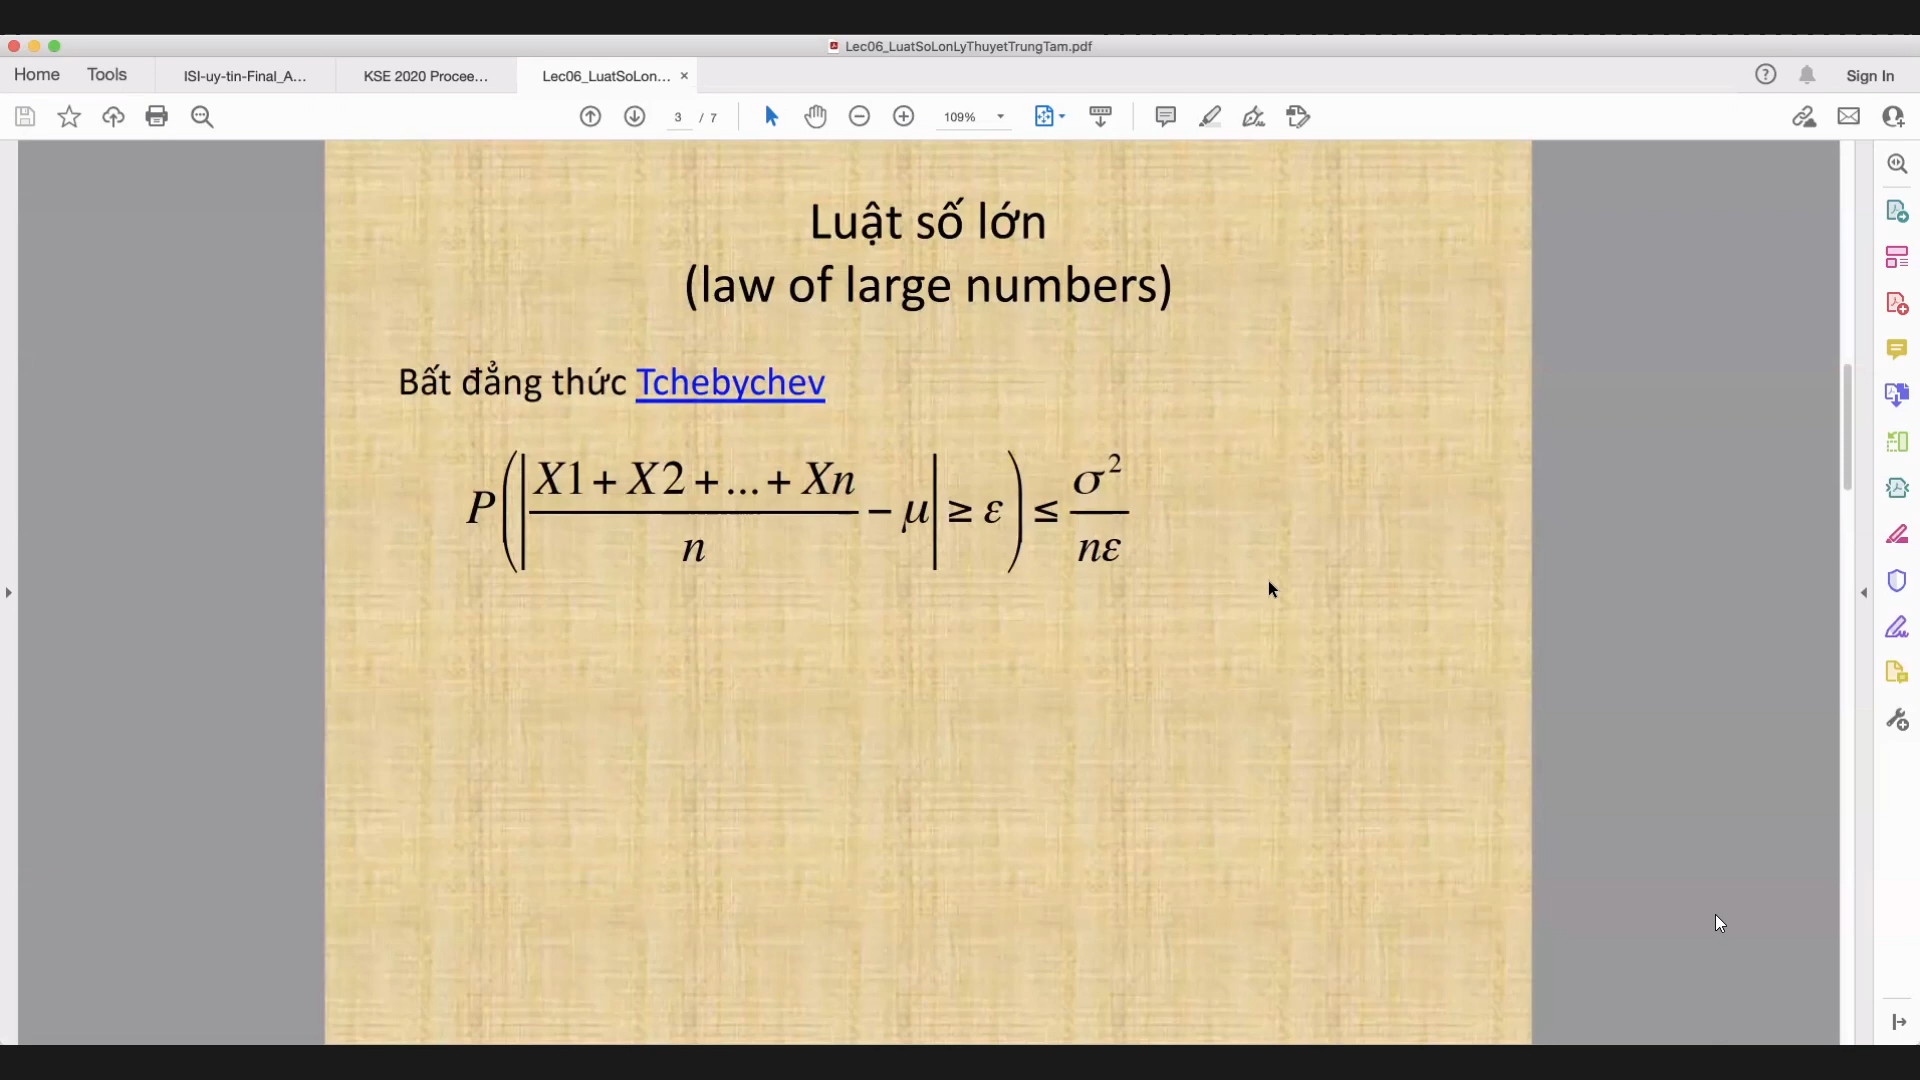 Lec06_LuatSoLonLyThuyetTrungTam.pdf
Home Tools ISI-uy-tin-Final_A... KSE 2020 Procee... Lec06_LuatSoLon... × Sign In
3 / 7 109%
Luật số lớn
(law of large numbers)
Bất đẳng thức Tchebychev
P(|(X1 + X2 + ... + Xn)/n − μ| ≥ ε) ≤ σ²/nε